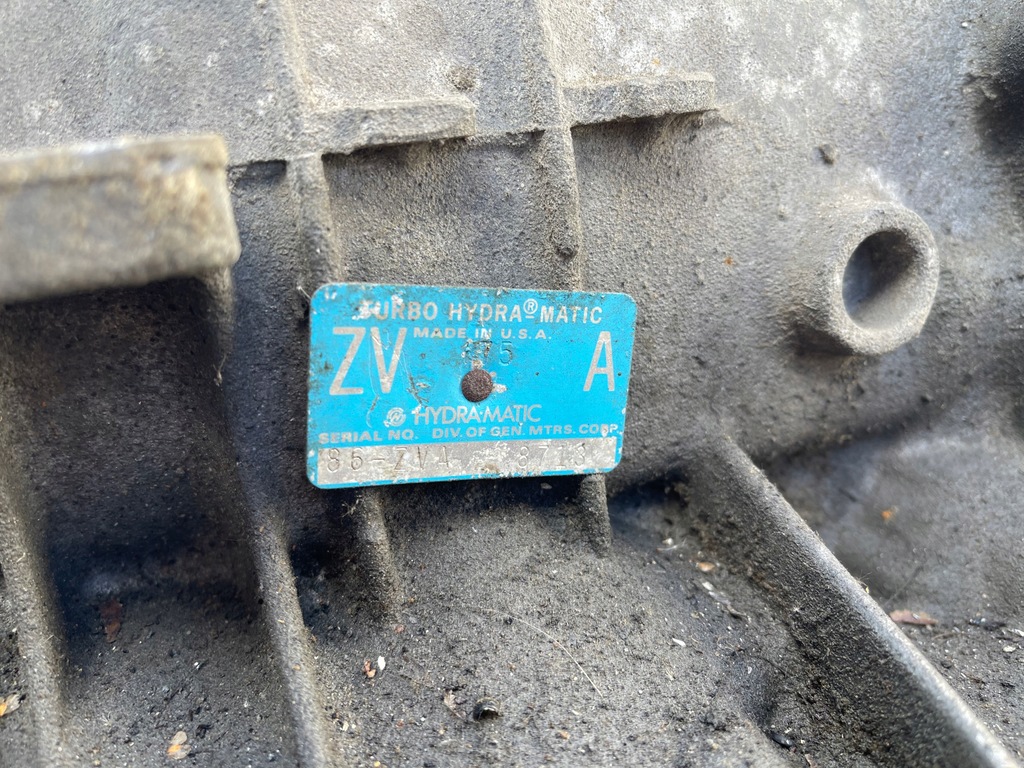 TURBO HYDRA®-MATIC
MADE IN U.S.A.
ZV A
HYDRA-MATIC
SERIAL NO. DIV. OF GEN. MTRS. CORP.